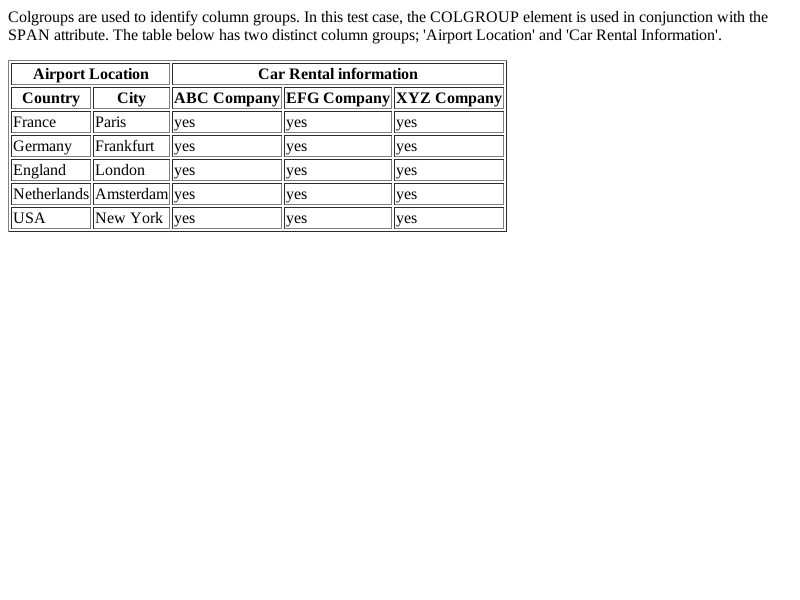 Colgroups are used to identify column groups. In this test case, the COLGROUP element is used in conjunction with the
SPAN attribute. The table below has two distinct column groups; 'Airport Location' and 'Car Rental Information'.
Airport Location Car Rental information
Country City ABC Company EFG Company XYZ Company
France Paris yes yes yes
Germany Frankfurt yes yes yes
England London yes yes yes
Netherlands Amsterdam yes yes yes
USA New York yes yes yes